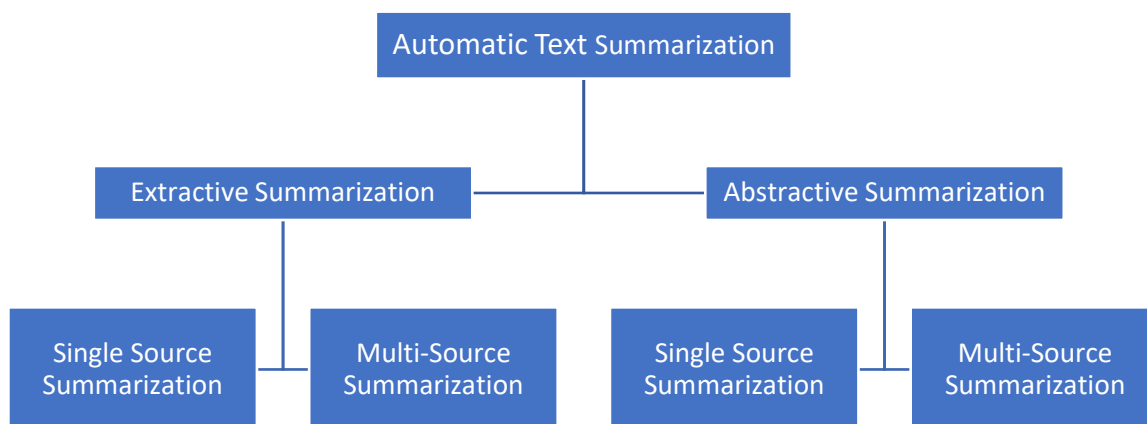 Automatic Text Summarization
Extractive Summarization
Abstractive Summarization
Single Source
Summarization
Multi-Source
Summarization
Single Source
Summarization
Multi-Source
Summarization